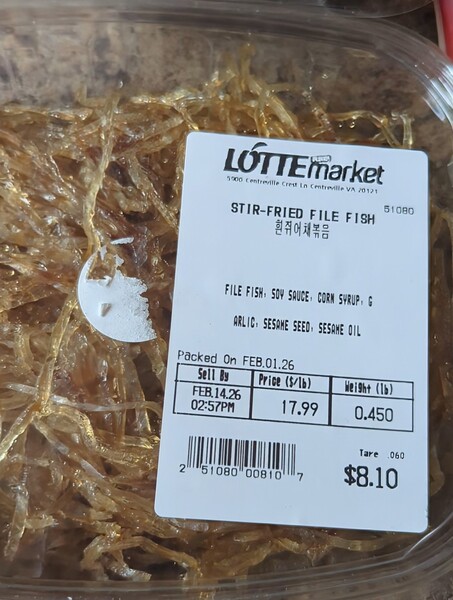 LOTTE PLAZA market
5900 Centreville Crest Ln Centreville VA 20121
STIR-FRIED FILE FISH 51080
흰쥐어채볶음
FILE FISH, SOY SAUCE, CORN SYRUP, G
ARLIC, SESAME SEED, SESAME OIL
Packed On FEB.01.26
Sell By Price ($/lb) Weight (lb)
FEB.14.26 17.99 0.450
02:57PM
Tare .060
$8.10
2 51080 00810 7